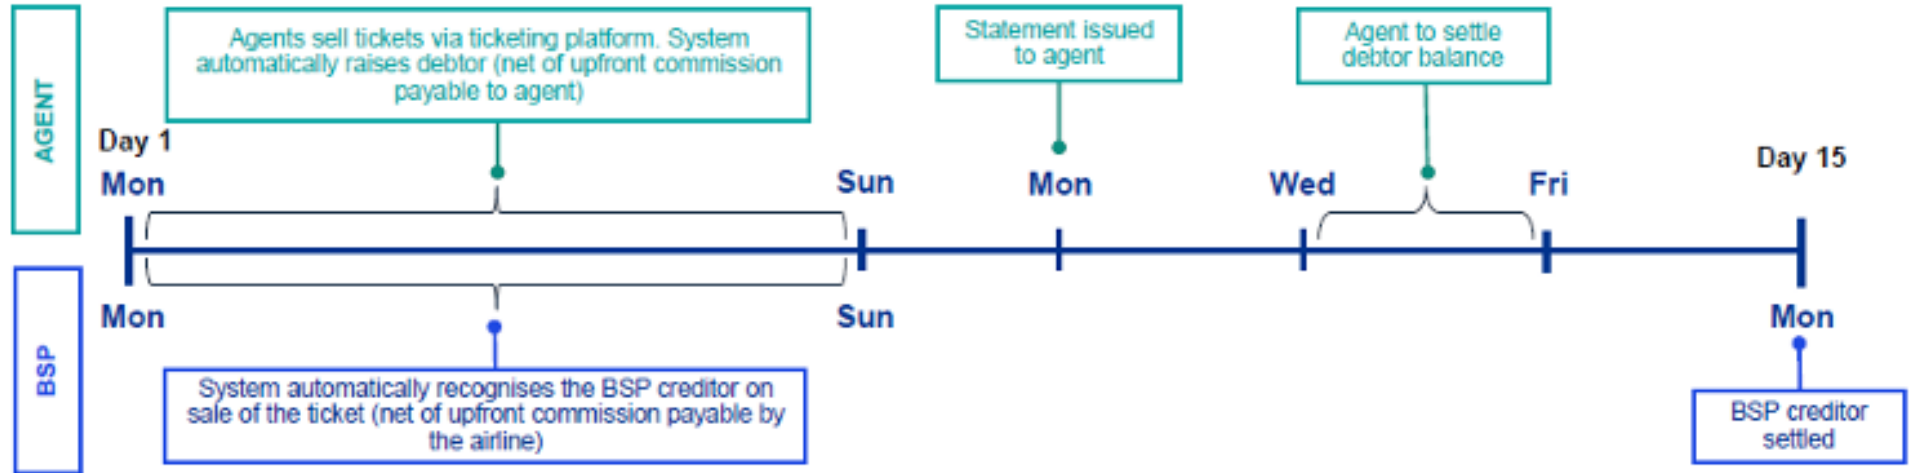 AGENT
Agents sell tickets via ticketing platform. System
automatically raises debtor (net of upfront commission
payable to agent)
Statement issued
to agent
Agent to settle
debtor balance
Day 1
Mon
Sun
Mon
Wed
Fri
Day 15
BSP
Mon
Sun
Mon
System automatically recognises the BSP creditor on
sale of the ticket (net of upfront commission payable by
the airline)
BSP creditor
settled